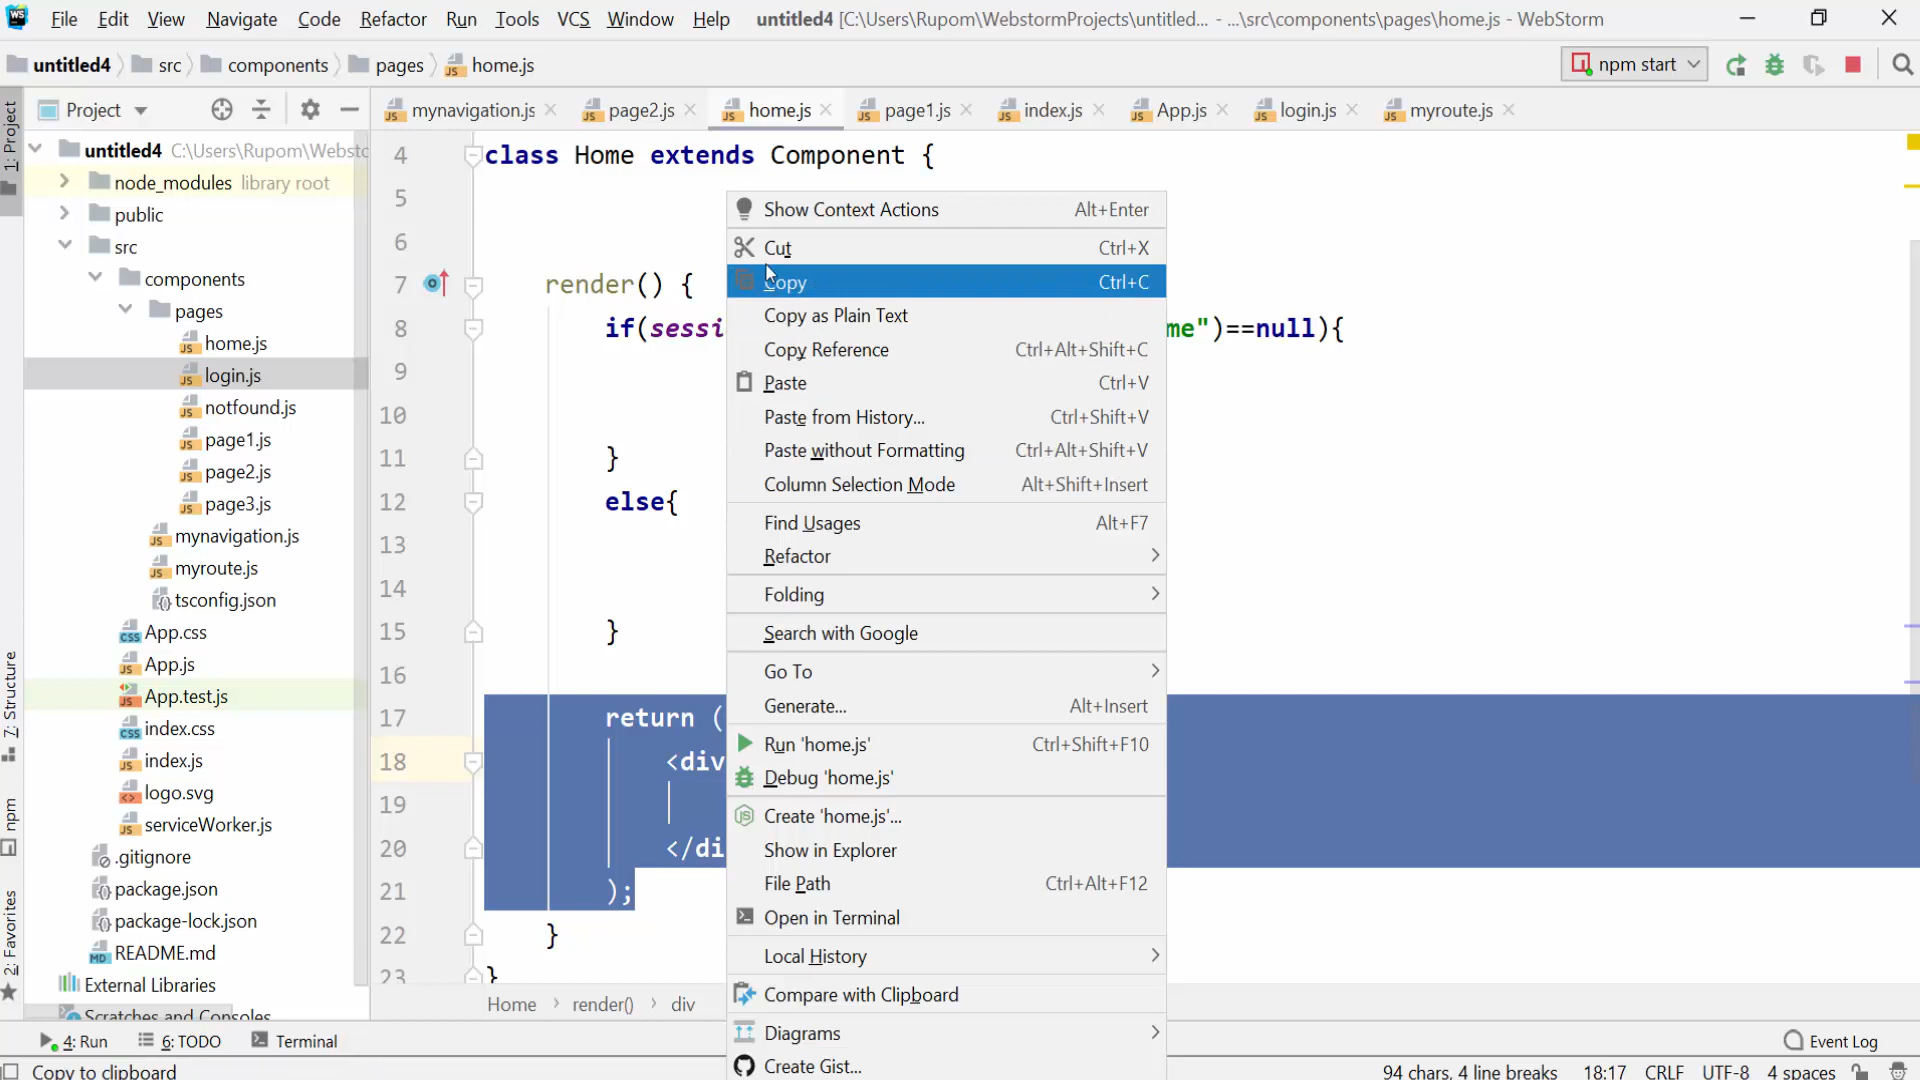 WS File Edit View Navigate Code Refactor Run Tools VCS Window Help untitled4 [C:\Users\Rupom\WebstormProjects\untitled... - ...\src\components\pages\home.js - WebStorm
untitled4 src components pages home.js npm start
1: Project
Project
mynavigation.js page2.js home.js page1.js index.js App.js login.js myroute.js
untitled4 C:\Users\Rupom\Websto
node_modules library root
public
src
components
pages
home.js
login.js
notfound.js
page1.js
page2.js
page3.js
mynavigation.js
myroute.js
tsconfig.json
App.css
App.js
App.test.js
index.css
index.js
logo.svg
serviceWorker.js
.gitignore
package.json
package-lock.json
README.md
External Libraries
Scratches and Consoles
7: Structure
npm
2: Favorites
4 class Home extends Component {
5
6
7 render() {
8 if(sessi me")==null){
9
10
11 }
12 else{
13
14
15 }
16
17 return (
18 <div
19
20 </di
21 );
22 }
23 }
Show Context Actions Alt+Enter
Cut Ctrl+X
Copy Ctrl+C
Copy as Plain Text
Copy Reference Ctrl+Alt+Shift+C
Paste Ctrl+V
Paste from History... Ctrl+Shift+V
Paste without Formatting Ctrl+Alt+Shift+V
Column Selection Mode Alt+Shift+Insert
Find Usages Alt+F7
Refactor
Folding
Search with Google
Go To
Generate... Alt+Insert
Run 'home.js' Ctrl+Shift+F10
Debug 'home.js'
Create 'home.js'...
Show in Explorer
File Path Ctrl+Alt+F12
Open in Terminal
Local History
Compare with Clipboard
Diagrams
Create Gist...
Home render() div
4: Run 6: TODO Terminal Event Log
Copy to clipboard 94 chars, 4 line breaks 18:17 CRLF UTF-8 4 spaces